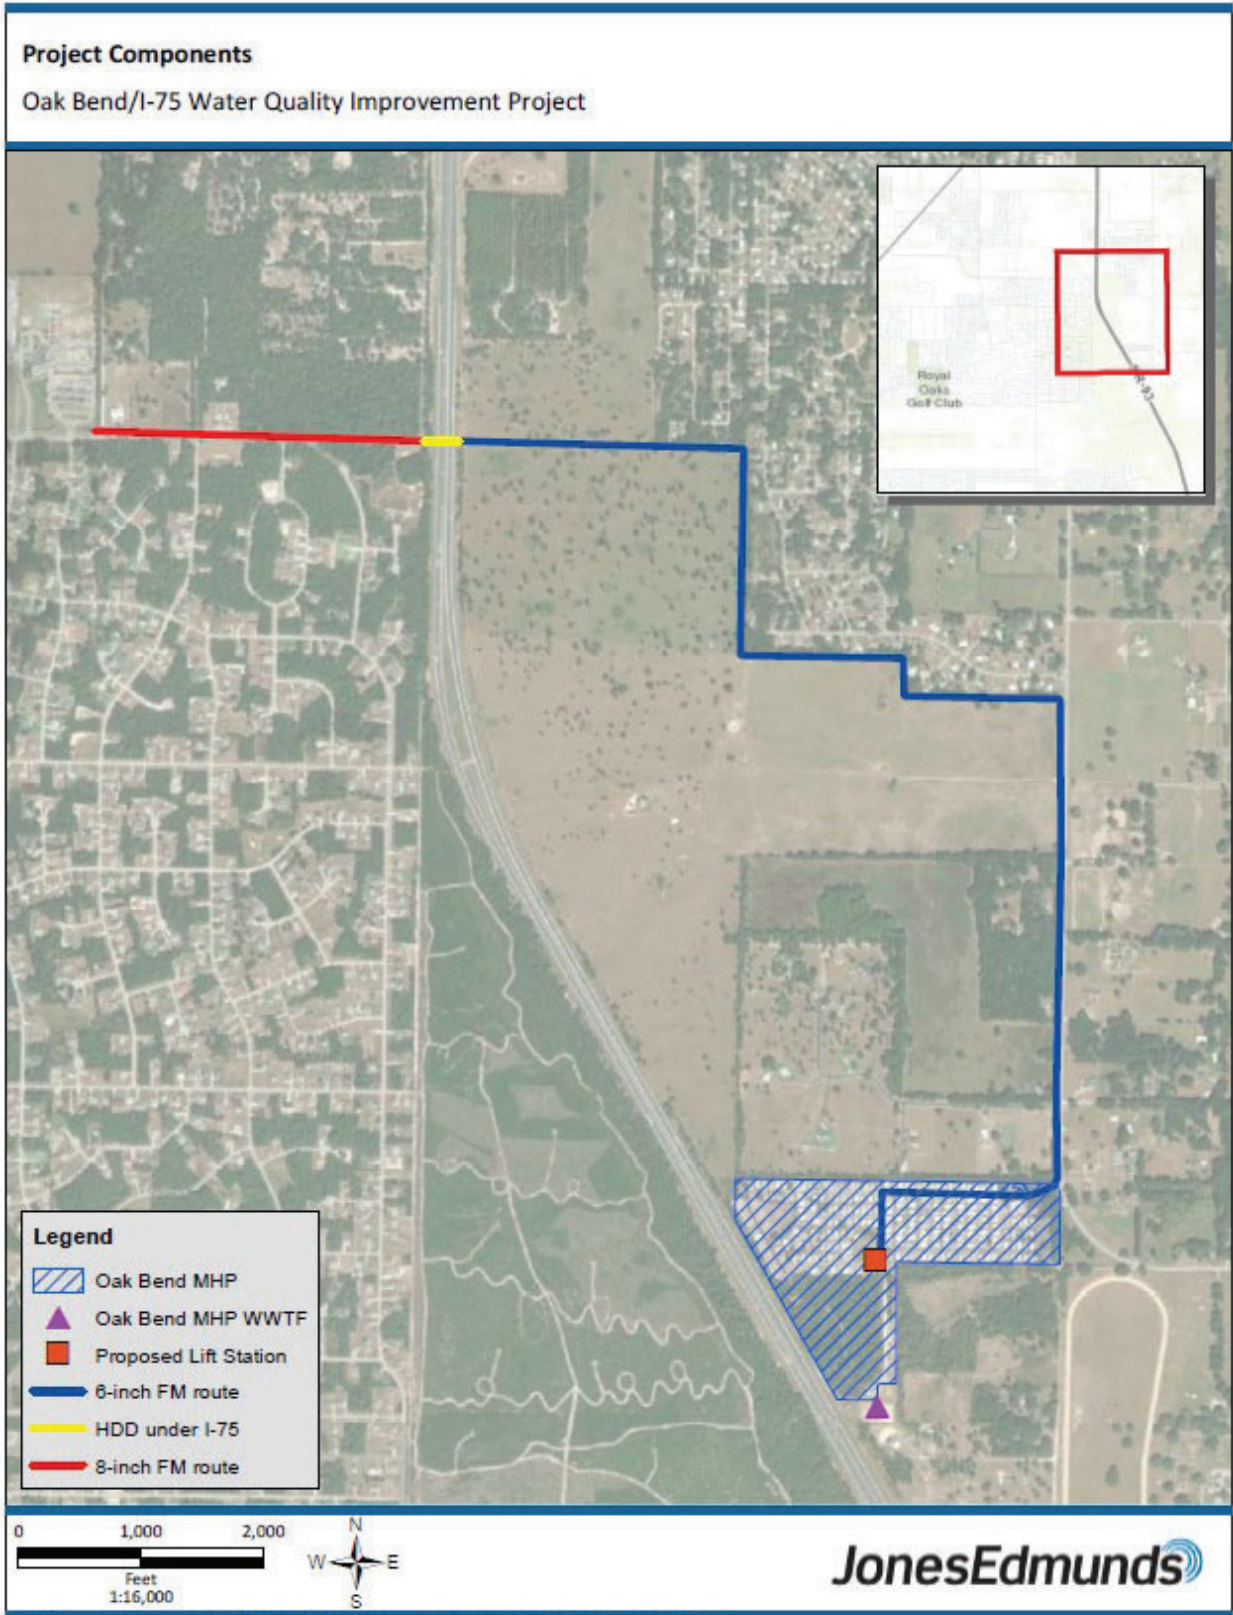 Project Components
Oak Bend/I-75 Water Quality Improvement Project
Royal
Oaks
Golf Club
Legend
Oak Bend MHP
Oak Bend MHP WWTF
Proposed Lift Station
6-inch FM route
HDD under I-75
8-inch FM route
0 1,000 2,000
Feet
1:16,000
N
W E
S
JonesEdmunds